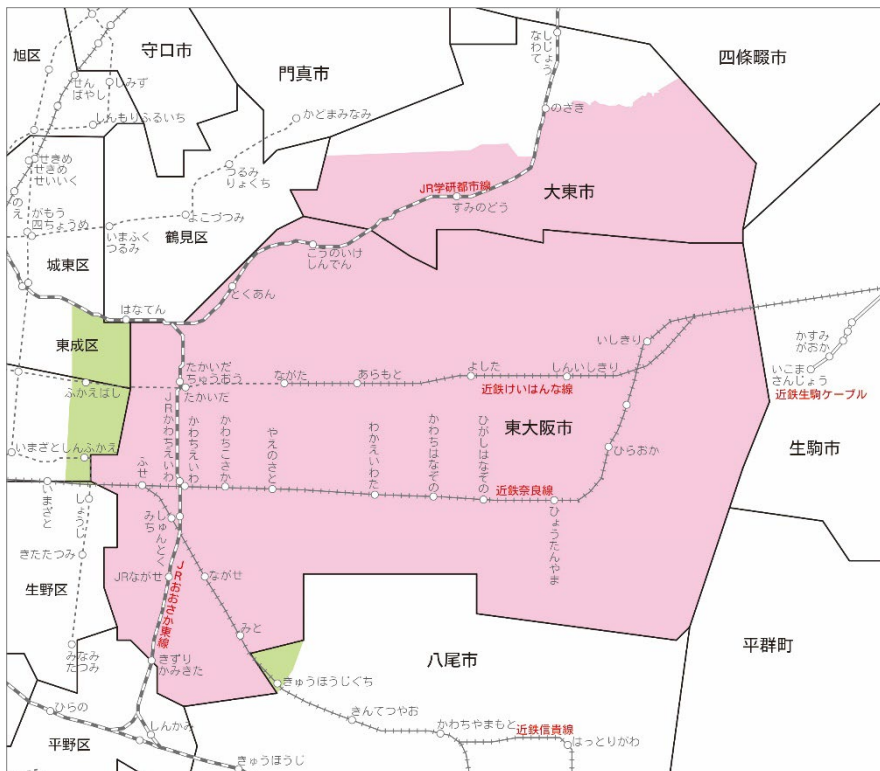 旭区
守口市
門真市
四條畷市
しじょう
なわて
のさき
せん
ばやし
しみず
しんもりふるいち
かどまみなみ
せきめ
せきめ
せいいく
のえ
がもう
四ちょうめ
いまふく
つるみ
よこづつみ
つるみ
りょくち
鶴見区
城東区
JR学研都市線
すみのどう
大東市
こうのいけ
しんでん
とくあん
はなてん
東成区
ふかえばし
たかいだ
ちゅうおう
たかいだ
ながた
あらもと
よした
しんいしきり
いしきり
近鉄けいはんな線
かすみ
がおか
いこま
さんじょう
近鉄生駒ケーブル
生駒市
東大阪市
いまざと
しんふかえ
いまざと
しょうじ
ふせ
JRかわちえいわ
かわちえいわ
かわちこさか
やえのさと
わかえいわた
かわちはなぞの
ひがしはなぞの
近鉄奈良線
ひょうたんやま
ひらおか
しゅんとく
みち
きたたつみ
生野区
みなみ
たつみ
JRながせ
JRおおさか東線
ながせ
みと
きずり
かみきた
八尾市
平群町
きゅうほうじぐち
きんてつやお
かわちやまもと
近鉄信貴線
はっとりがわ
ひらの
平野区
しんかみ
きゅうほうじ